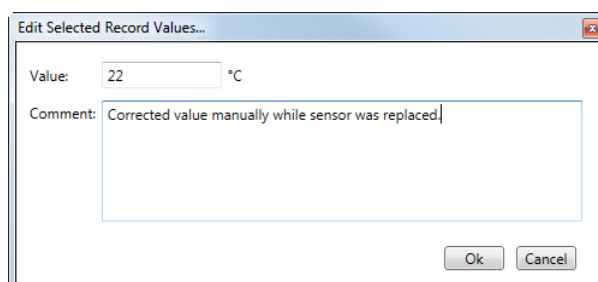 Edit Selected Record Values...
Value: 22 °C
Comment: Corrected value manually while sensor was replaced.
Ok Cancel